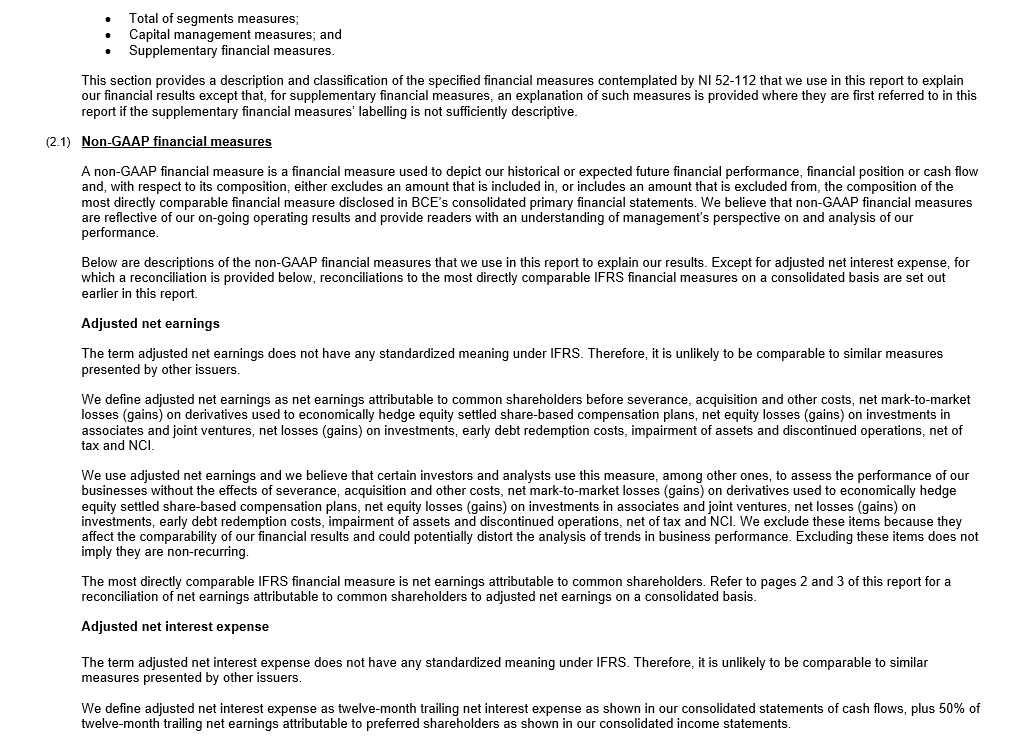 • Total of segments measures;
• Capital management measures; and
• Supplementary financial measures.
This section provides a description and classification of the specified financial measures contemplated by NI 52-112 that we use in this report to explain
our financial results except that, for supplementary financial measures, an explanation of such measures is provided where they are first referred to in this
report if the supplementary financial measures' labelling is not sufficiently descriptive.
(2.1) Non-GAAP financial measures
A non-GAAP financial measure is a financial measure used to depict our historical or expected future financial performance, financial position or cash flow
and, with respect to its composition, either excludes an amount that is included in, or includes an amount that is excluded from, the composition of the
most directly comparable financial measure disclosed in BCE's consolidated primary financial statements. We believe that non-GAAP financial measures
are reflective of our on-going operating results and provide readers with an understanding of management's perspective on and analysis of our
performance.
Below are descriptions of the non-GAAP financial measures that we use in this report to explain our results. Except for adjusted net interest expense, for
which a reconciliation is provided below, reconciliations to the most directly comparable IFRS financial measures on a consolidated basis are set out
earlier in this report.
Adjusted net earnings
The term adjusted net earnings does not have any standardized meaning under IFRS. Therefore, it is unlikely to be comparable to similar measures
presented by other issuers.
We define adjusted net earnings as net earnings attributable to common shareholders before severance, acquisition and other costs, net mark-to-market
losses (gains) on derivatives used to economically hedge equity settled share-based compensation plans, net equity losses (gains) on investments in
associates and joint ventures, net losses (gains) on investments, early debt redemption costs, impairment of assets and discontinued operations, net of
tax and NCI.
We use adjusted net earnings and we believe that certain investors and analysts use this measure, among other ones, to assess the performance of our
businesses without the effects of severance, acquisition and other costs, net mark-to-market losses (gains) on derivatives used to economically hedge
equity settled share-based compensation plans, net equity losses (gains) on investments in associates and joint ventures, net losses (gains) on
investments, early debt redemption costs, impairment of assets and discontinued operations, net of tax and NCI. We exclude these items because they
affect the comparability of our financial results and could potentially distort the analysis of trends in business performance. Excluding these items does not
imply they are non-recurring.
The most directly comparable IFRS financial measure is net earnings attributable to common shareholders. Refer to pages 2 and 3 of this report for a
reconciliation of net earnings attributable to common shareholders to adjusted net earnings on a consolidated basis.
Adjusted net interest expense
The term adjusted net interest expense does not have any standardized meaning under IFRS. Therefore, it is unlikely to be comparable to similar
measures presented by other issuers.
We define adjusted net interest expense as twelve-month trailing net interest expense as shown in our consolidated statements of cash flows, plus 50% of
twelve-month trailing net earnings attributable to preferred shareholders as shown in our consolidated income statements.